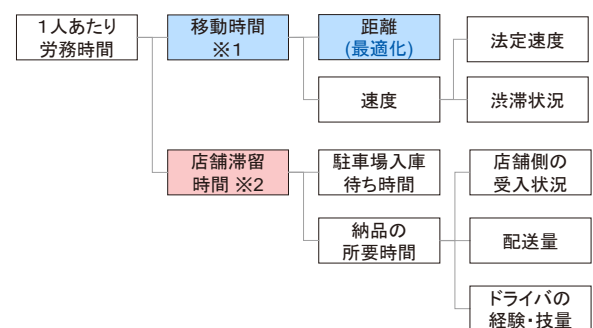 1人あたり
労務時間
移動時間
※1
距離
(最適化)
法定速度
速度
渋滞状況
店舗滞留
時間 ※2
駐車場入庫
待ち時間
店舗側の
受入状況
納品の
所要時間
配送量
ドライバの
経験・技量